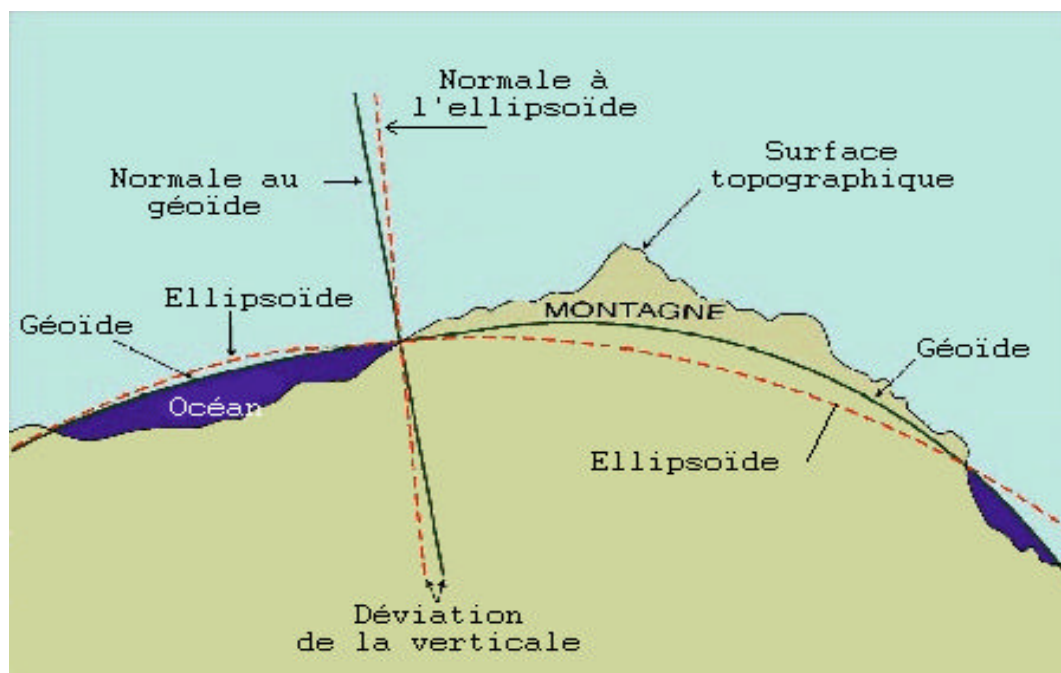 Normale à
l'ellipsoïde
Surface
topographique
Normale au
géoïde
Ellipsoïde
Géoïde
MONTAGNE
Géoïde
Océan
Ellipsoïde
Déviation
de la verticale